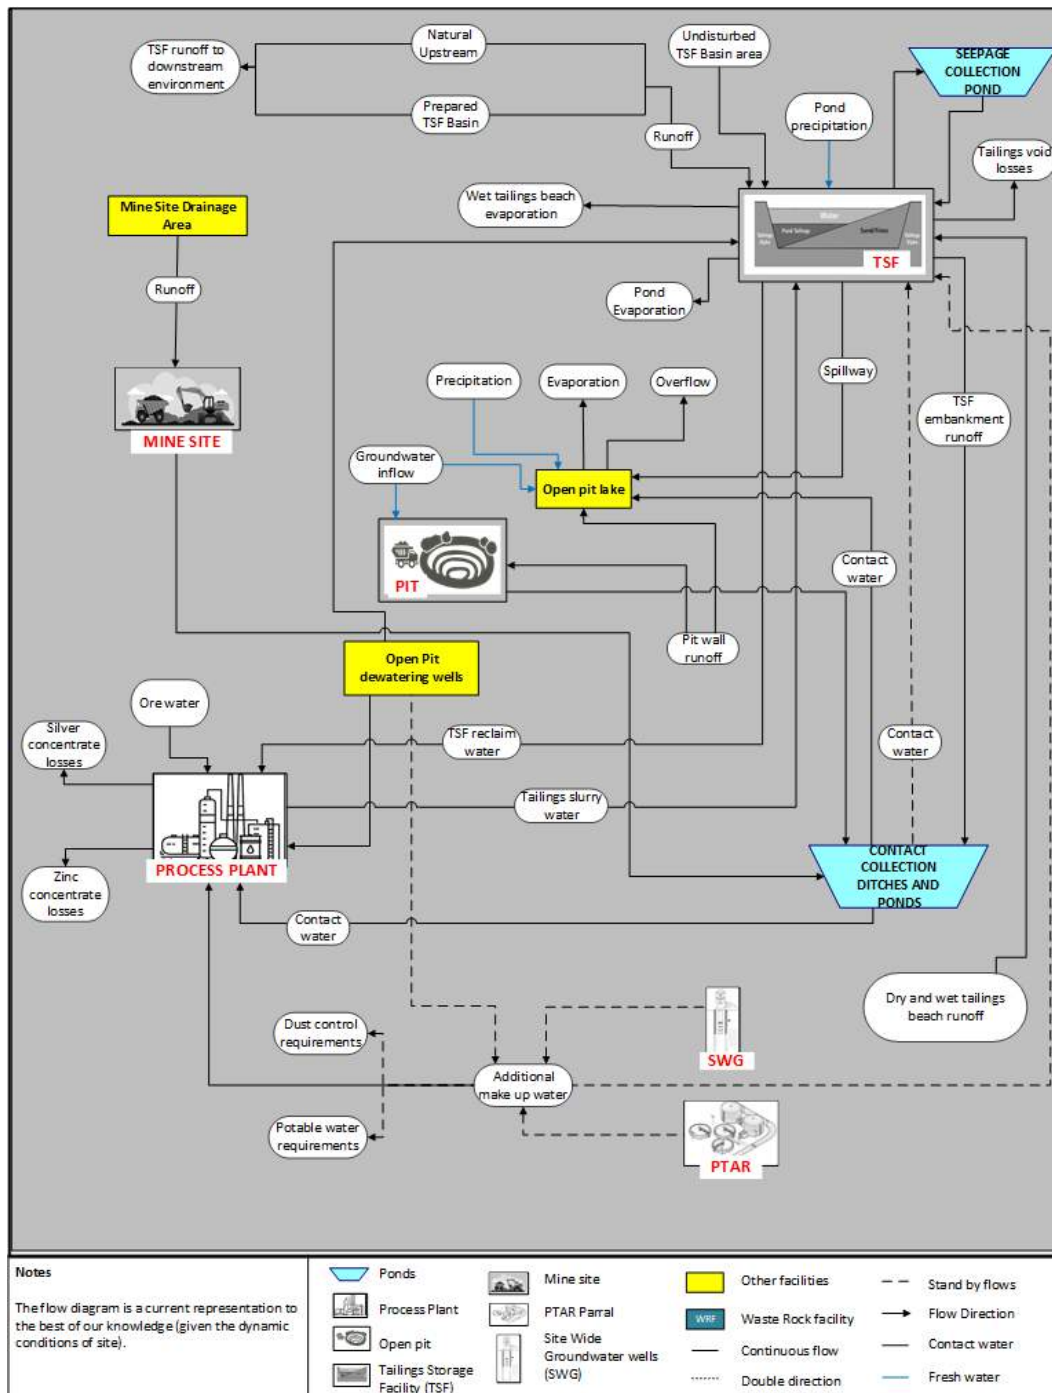 Natural
Upstream
Undisturbed
TSF Basin area
SEEPAGE
COLLECTION
POND
TSF runoff to
downstream
environment
Prepared
TSF Basin
Pond
precipitation
Runoff
Tailings void
losses
Wet tailings beach
evaporation
Mine Site Drainage
Area
Water
Pond Tailings
TSF
Runoff
Pond
Evaporation
Precipitation
Evaporation
Overflow
Spillway
TSF
embankment
runoff
MINE SITE
Groundwater
inflow
Open pit lake
PIT
Contact
water
Pit wall
runoff
Open Pit
dewatering wells
Ore water
Silver
concentrate
losses
TSF reclaim
water
Contact
water
Tailings slurry
water
PROCESS PLANT
CONTACT
COLLECTION
DITCHES AND
PONDS
Zinc
concentrate
losses
Contact
water
Dry and wet tailings
beach runoff
Dust control
requirements
SWG
Additional
make up water
Potable water
requirements
PTAR
Notes
The flow diagram is a current representation to
the best of our knowledge (given the dynamic
conditions of site).
Ponds
Process Plant
Open pit
Tailings Storage
Facility (TSF)
Mine site
PTAR Parral
Site Wide
Groundwater wells
(SWG)
Other facilities
WRF
Waste Rock facility
Continuous flow
Double direction
Stand by flows
Flow Direction
Contact water
Fresh water